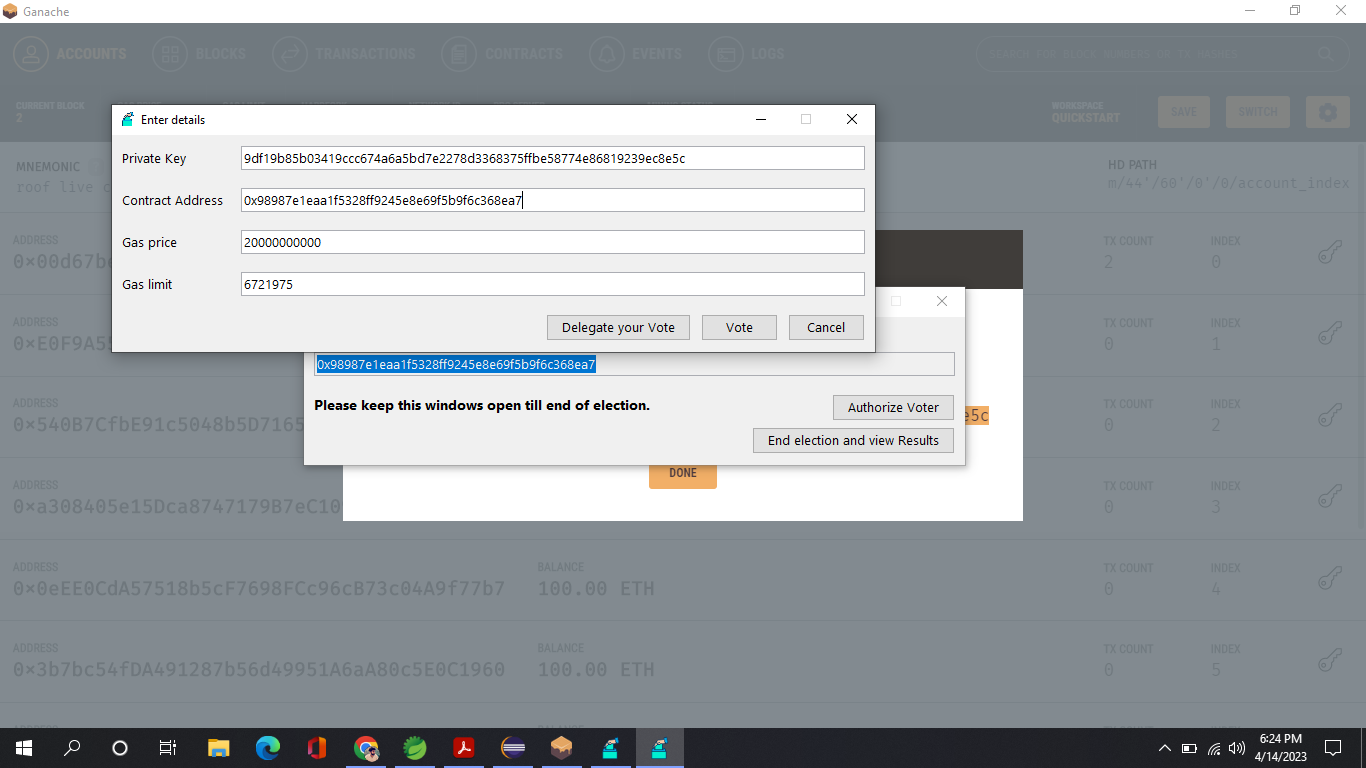 Ganache
ACCOUNTS BLOCKS TRANSACTIONS CONTRACTS EVENTS LOGS SEARCH FOR BLOCK NUMBERS OR TX HASHES
CURRENT BLOCK
2
WORKSPACE
QUICKSTART
SAVE SWITCH
MNEMONIC
roof live
HD PATH
m/44'/60'/0'/0/account_index
Enter details
Private Key 9df19b85b03419ccc674a6a5bd7e2278d3368375ffbe58774e86819239ec8e5c
Contract Address 0x98987e1eaa1f5328ff9245e8e69f5b9f6c368ea7
Gas price 20000000000
Gas limit 6721975
Delegate your Vote Vote Cancel
0x98987e1eaa1f5328ff9245e8e69f5b9f6c368ea7
Please keep this windows open till end of election.
Authorize Voter
End election and view Results
e5c
DONE
ADDRESS TX COUNT INDEX
0×00d67b 2 0
ADDRESS TX COUNT INDEX
0×E0F9A5 0 1
ADDRESS TX COUNT INDEX
0×540B7CfbE91c5048b5D7165 0 2
ADDRESS TX COUNT INDEX
0×a308405e15Dca8747179B7eC10 0 3
ADDRESS BALANCE TX COUNT INDEX
0×0eEE0CdA57518b5cF7698FCc96cB73c04A9f77b7 100.00 ETH 0 4
ADDRESS BALANCE TX COUNT INDEX
0×3b7bc54fDA491287b56d49951A6aA80c5E0C1960 100.00 ETH 0 5
ADDRESS BALANCE TX COUNT INDEX
6:24 PM
4/14/2023